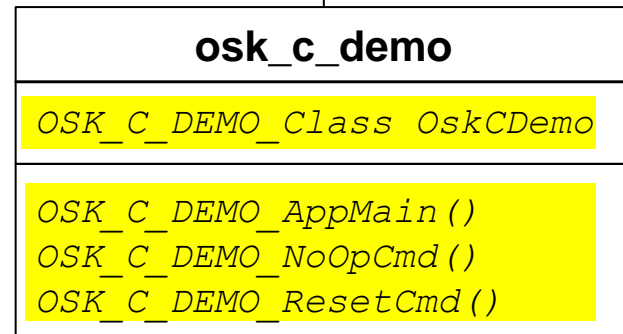 osk_c_demo
OSK_C_DEMO_Class OskCDemo
OSK_C_DEMO_AppMain()
OSK_C_DEMO_NoOpCmd()
OSK_C_DEMO_ResetCmd()